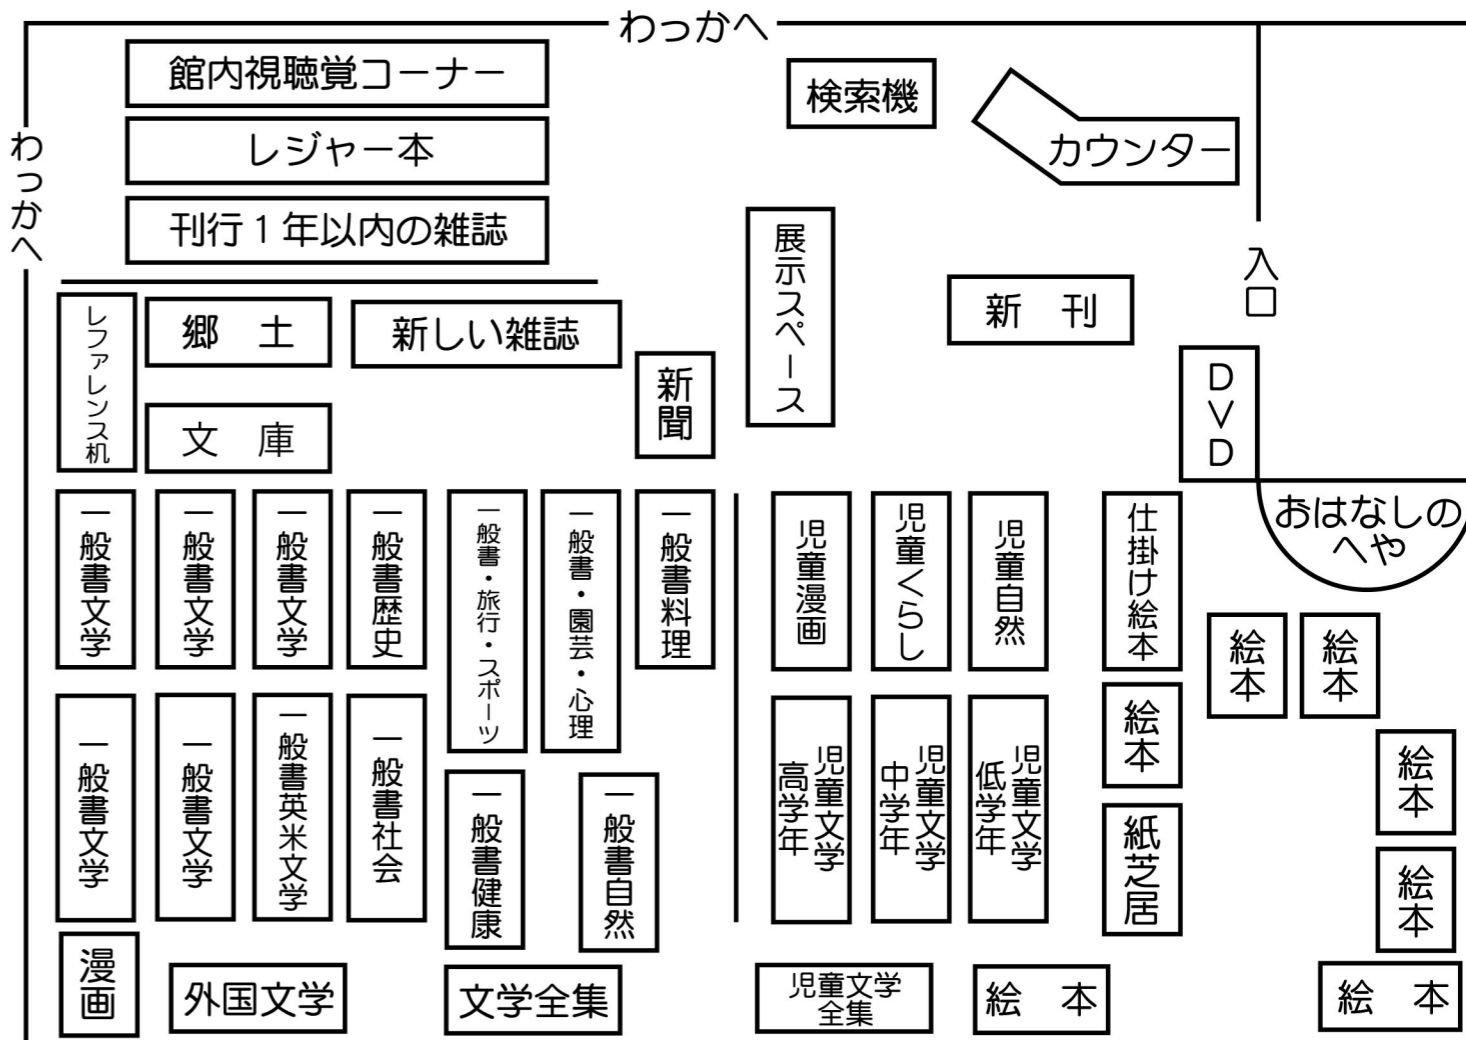 わっかへ
わっかへ
館内視聴覚コーナー
レジャー本
刊行1年以内の雑誌
検索機
カウンター
展示スペース
新 刊
入口
DVD
おはなしの
へや
レファレンス机
郷 土
新しい雑誌
文 庫
新聞
一般書文学
一般書文学
一般書文学
一般書歴史
一般書・旅行・スポーツ
一般書・園芸・心理
一般書料理
児童漫画
児童くらし
児童自然
仕掛け絵本
絵本
絵本
一般書文学
一般書文学
一般書英米文学
一般書社会
一般書健康
一般書自然
児童文学
高学年
児童文学
中学年
児童文学
低学年
絵本
紙芝居
絵本
絵本
漫画
外国文学
文学全集
児童文学
全集
絵 本
絵 本